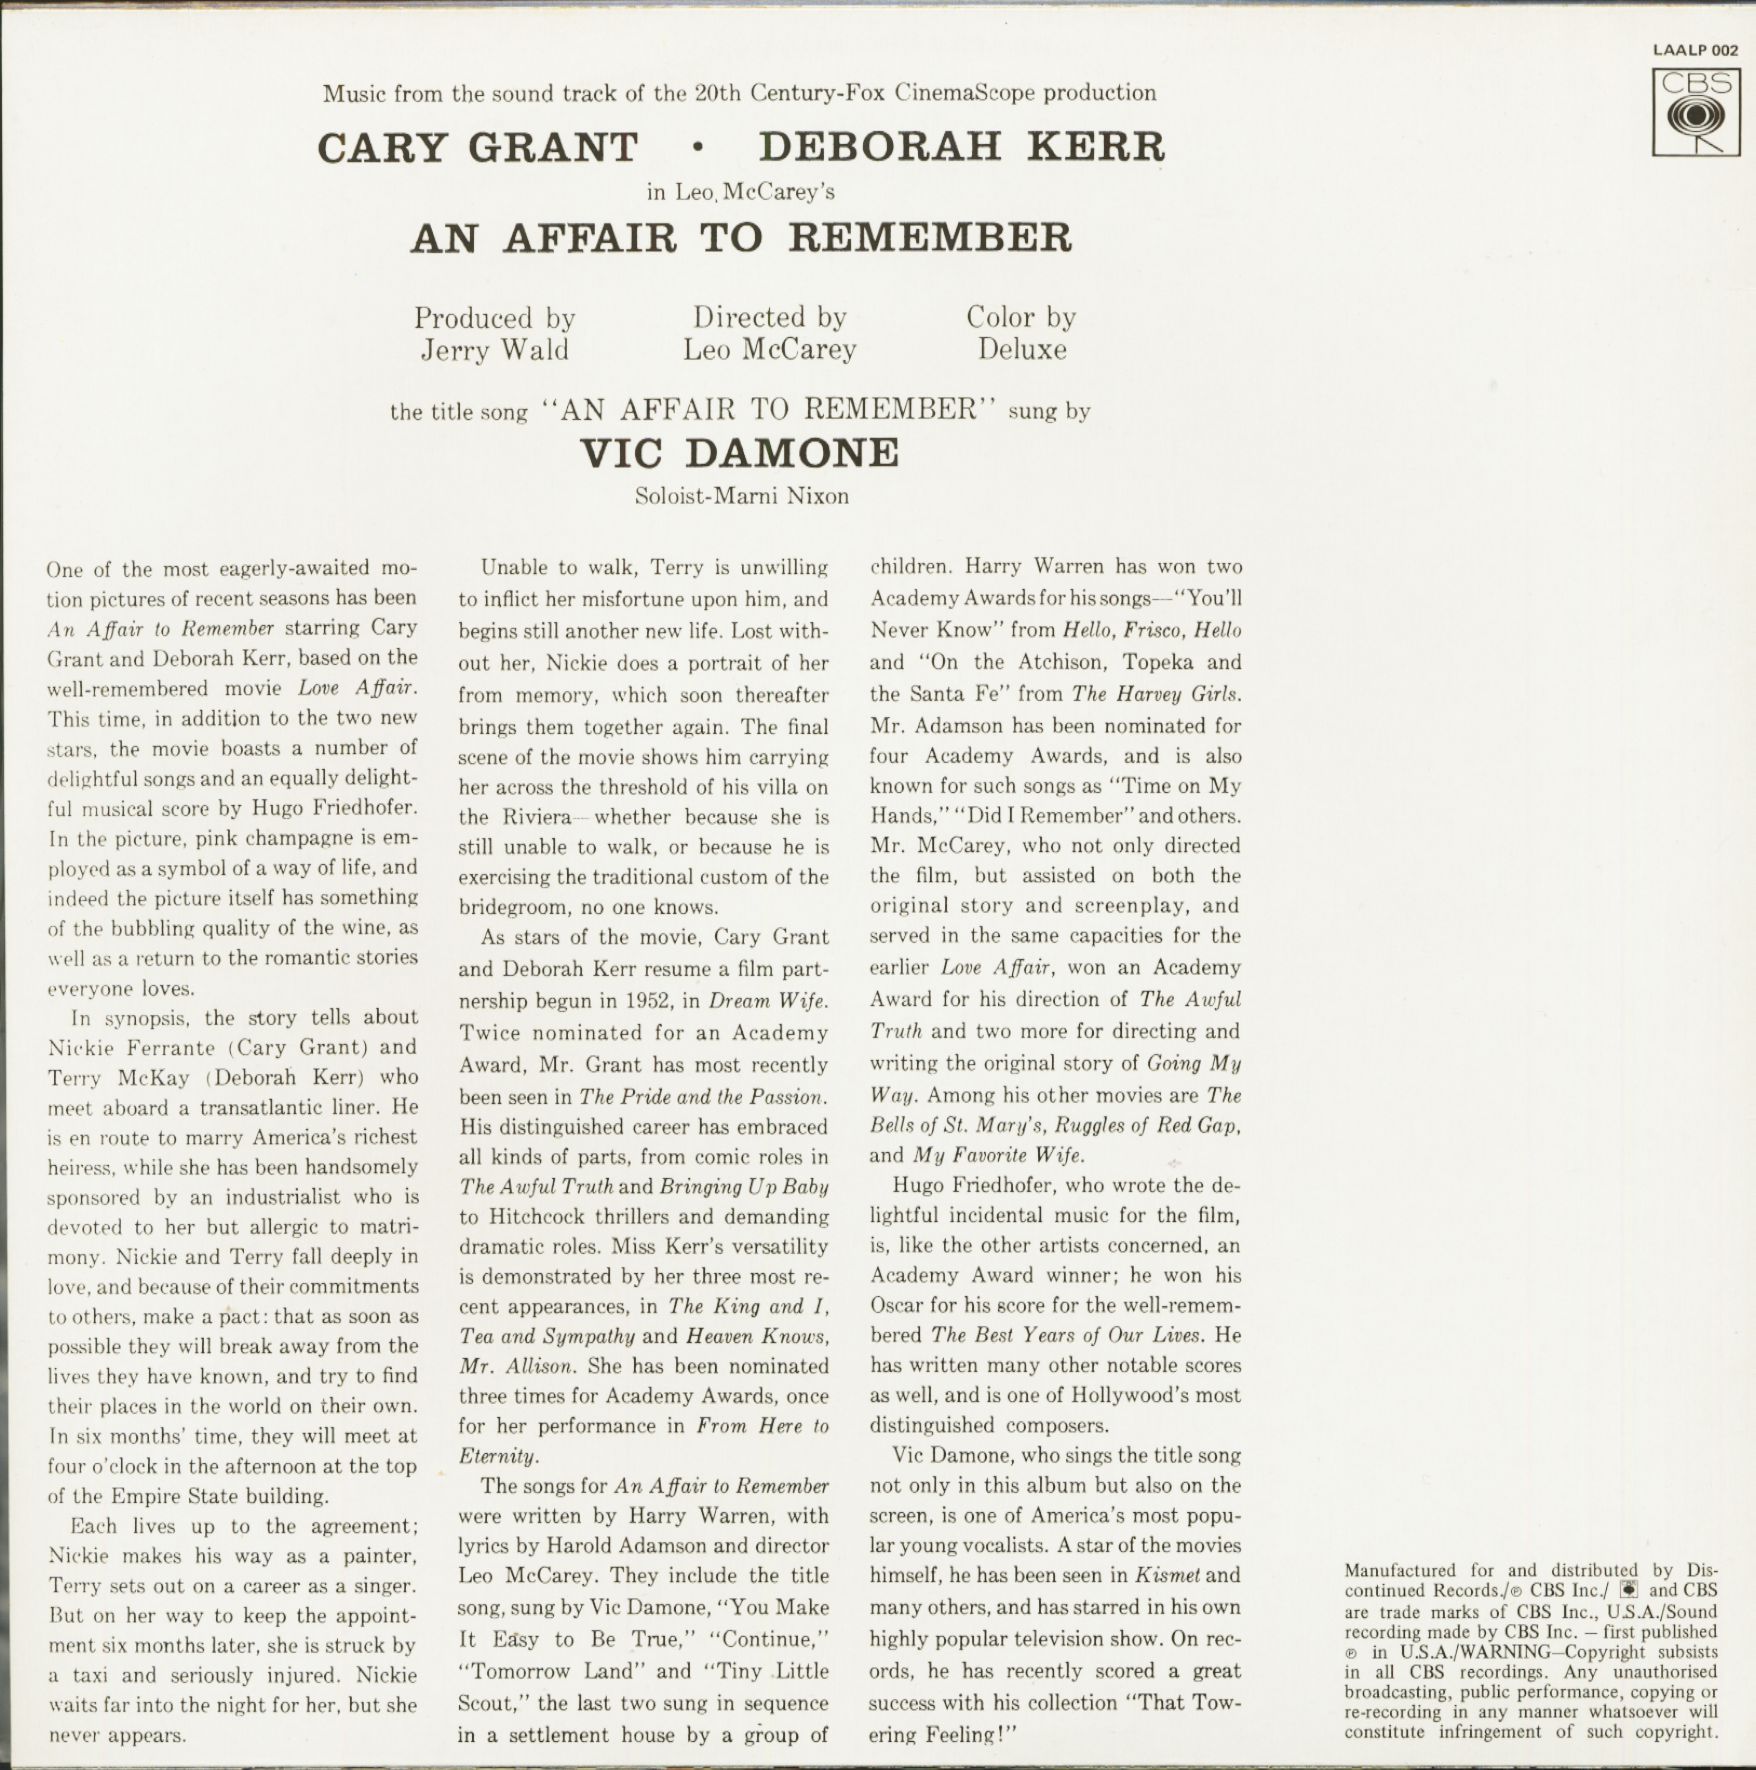 LAALP 002
CBS
Music from the sound track of the 20th Century-Fox CinemaScope production
CARY GRANT • DEBORAH KERR
in Leo McCarey's
AN AFFAIR TO REMEMBER
Produced by Directed by Color by
Jerry Wald Leo McCarey Deluxe
the title song "AN AFFAIR TO REMEMBER" sung by
VIC DAMONE
Soloist-Marni Nixon
One of the most eagerly-awaited mo-
tion pictures of recent seasons has been
An Affair to Remember starring Cary
Grant and Deborah Kerr, based on the
well-remembered movie Love Affair.
This time, in addition to the two new
stars, the movie boasts a number of
delightful songs and an equally delight-
ful musical score by Hugo Friedhofer.
In the picture, pink champagne is em-
ployed as a symbol of a way of life, and
indeed the picture itself has something
of the bubbling quality of the wine, as
well as a return to the romantic stories
everyone loves.
In synopsis, the story tells about
Nickie Ferrante (Cary Grant) and
Terry McKay (Deborah Kerr) who
meet aboard a transatlantic liner. He
is en route to marry America's richest
heiress, while she has been handsomely
sponsored by an industrialist who is
devoted to her but allergic to matri-
mony. Nickie and Terry fall deeply in
love, and because of their commitments
to others, make a pact: that as soon as
possible they will break away from the
lives they have known, and try to find
their places in the world on their own.
In six months' time, they will meet at
four o'clock in the afternoon at the top
of the Empire State building.
Each lives up to the agreement;
Nickie makes his way as a painter,
Terry sets out on a career as a singer.
But on her way to keep the appoint-
ment six months later, she is struck by
a taxi and seriously injured. Nickie
waits far into the night for her, but she
never appears.
Unable to walk, Terry is unwilling
to inflict her misfortune upon him, and
begins still another new life. Lost with-
out her, Nickie does a portrait of her
from memory, which soon thereafter
brings them together again. The final
scene of the movie shows him carrying
her across the threshold of his villa on
the Riviera—whether because she is
still unable to walk, or because he is
exercising the traditional custom of the
bridegroom, no one knows.
As stars of the movie, Cary Grant
and Deborah Kerr resume a film part-
nership begun in 1952, in Dream Wife.
Twice nominated for an Academy
Award, Mr. Grant has most recently
been seen in The Pride and the Passion.
His distinguished career has embraced
all kinds of parts, from comic roles in
The Awful Truth and Bringing Up Baby
to Hitchcock thrillers and demanding
dramatic roles. Miss Kerr's versatility
is demonstrated by her three most re-
cent appearances, in The King and I,
Tea and Sympathy and Heaven Knows,
Mr. Allison. She has been nominated
three times for Academy Awards, once
for her performance in From Here to
Eternity.
The songs for An Affair to Remember
were written by Harry Warren, with
lyrics by Harold Adamson and director
Leo McCarey. They include the title
song, sung by Vic Damone, "You Make
It Easy to Be True," "Continue,"
"Tomorrow Land" and "Tiny Little
Scout," the last two sung in sequence
in a settlement house by a group of
children. Harry Warren has won two
Academy Awards for his songs—"You'll
Never Know" from Hello, Frisco, Hello
and "On the Atchison, Topeka and
the Santa Fe" from The Harvey Girls.
Mr. Adamson has been nominated for
four Academy Awards, and is also
known for such songs as "Time on My
Hands," "Did I Remember" and others.
Mr. McCarey, who not only directed
the film, but assisted on both the
original story and screenplay, and
served in the same capacities for the
earlier Love Affair, won an Academy
Award for his direction of The Awful
Truth and two more for directing and
writing the original story of Going My
Way. Among his other movies are The
Bells of St. Mary's, Ruggles of Red Gap,
and My Favorite Wife.
Hugo Friedhofer, who wrote the de-
lightful incidental music for the film,
is, like the other artists concerned, an
Academy Award winner; he won his
Oscar for his score for the well-remem-
bered The Best Years of Our Lives. He
has written many other notable scores
as well, and is one of Hollywood's most
distinguished composers.
Vic Damone, who sings the title song
not only in this album but also on the
screen, is one of America's most popu-
lar young vocalists. A star of the movies
himself, he has been seen in Kismet and
many others, and has starred in his own
highly popular television show. On rec-
ords, he has recently scored a great
success with his collection "That Tow-
ering Feeling!"
Manufactured for and distributed by Dis-
continued Records./℗ CBS Inc./ and CBS
are trade marks of CBS Inc., U.S.A./Sound
recording made by CBS Inc. – first published
℗ in U.S.A./WARNING—Copyright subsists
in all CBS recordings. Any unauthorised
broadcasting, public performance, copying or
re-recording in any manner whatsoever will
constitute infringement of such copyright.